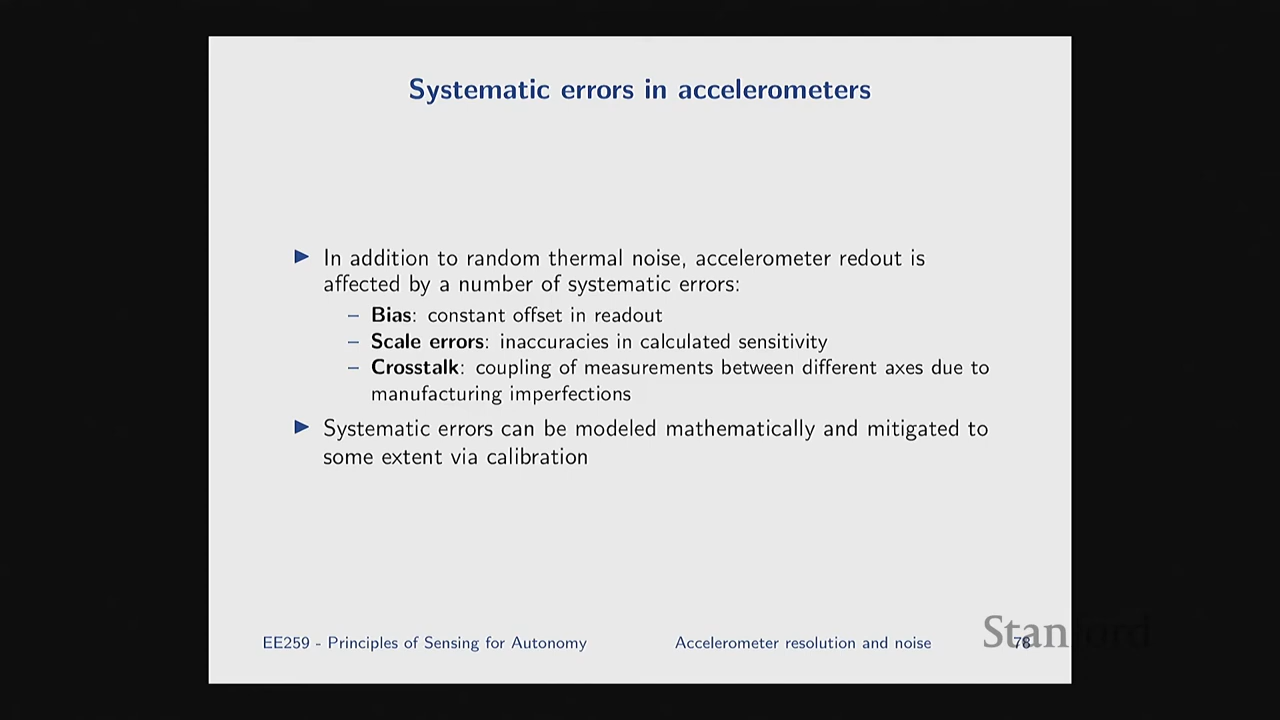 Systematic errors in accelerometers
In addition to random thermal noise, accelerometer redout is
affected by a number of systematic errors:
– Bias: constant offset in readout
– Scale errors: inaccuracies in calculated sensitivity
– Crosstalk: coupling of measurements between different axes due to
manufacturing imperfections
Systematic errors can be modeled mathematically and mitigated to
some extent via calibration
EE259 - Principles of Sensing for Autonomy
Accelerometer resolution and noise
78
Stanford